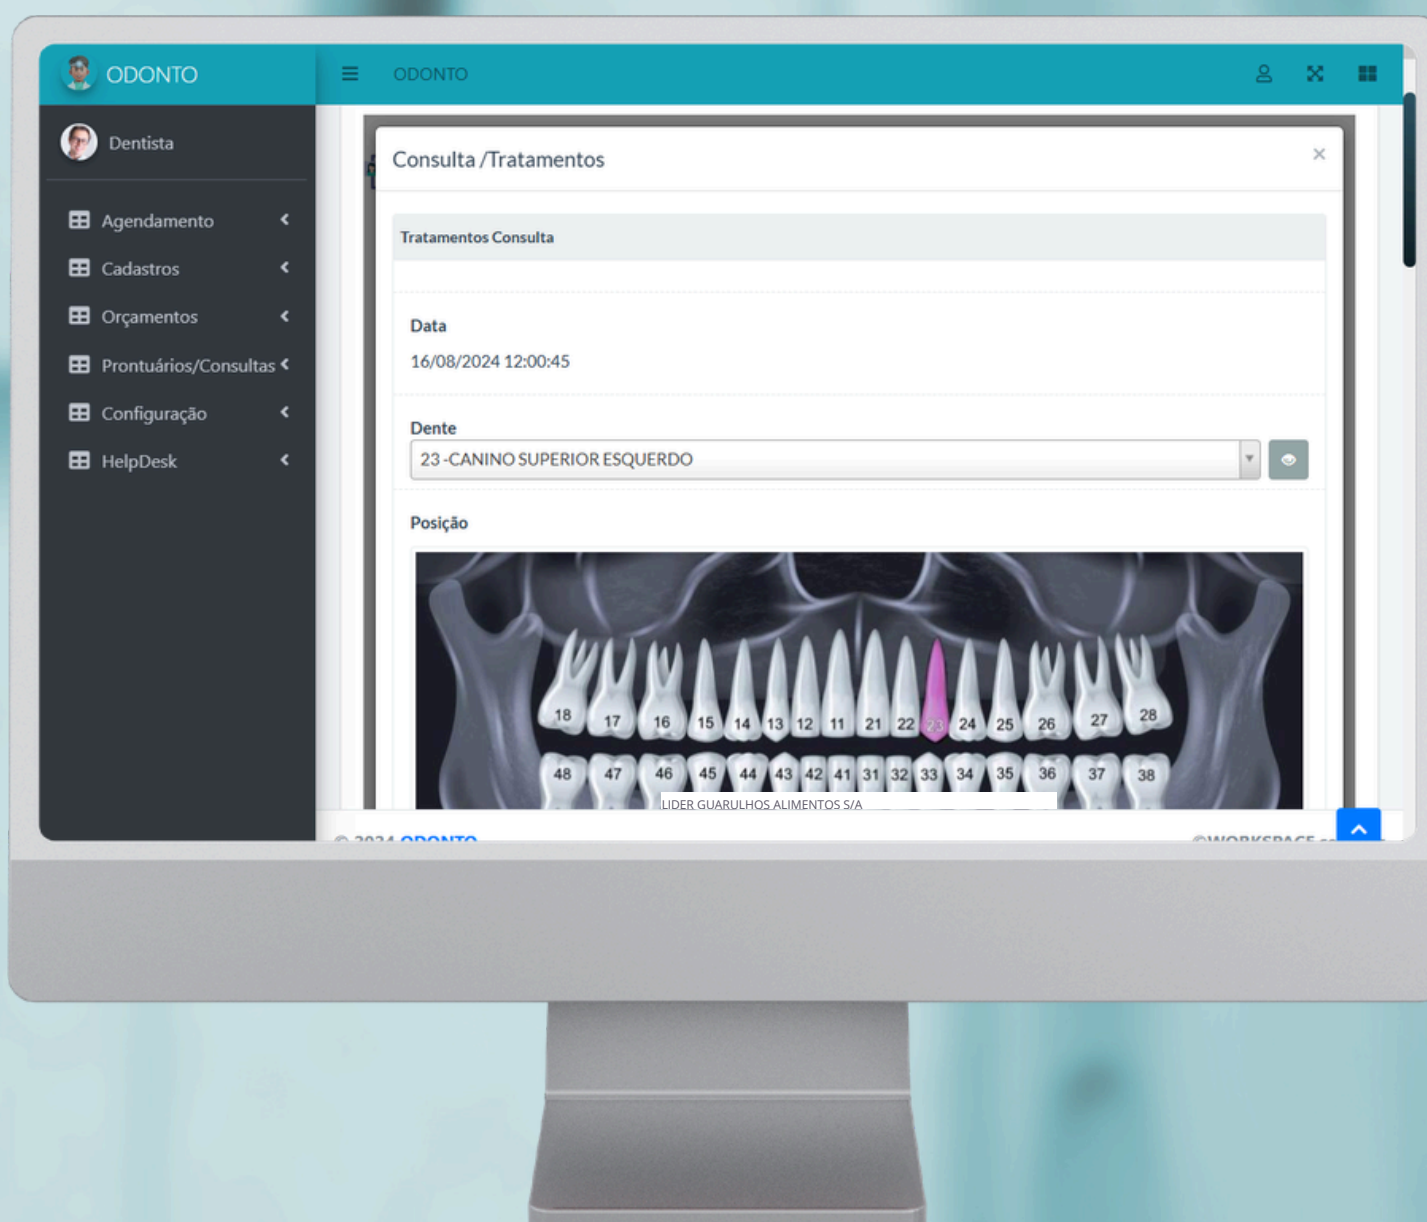 ODONTO
ODONTO
Dentista
Agendamento
Cadastros
Orçamentos
Prontuários/Consultas
Configuração
HelpDesk
Consulta /Tratamentos
×
Tratamentos Consulta
Data
16/08/2024 12:00:45
Dente
23 -CANINO SUPERIOR ESQUERDO
Posição
18 17 16 15 14 13 12 11 21 22 23 24 25 26 27 28
48 47 46 45 44 43 42 41 31 32 33 34 35 36 37 38
LIDER GUARULHOS ALIMENTOS S/A
© 2024 ODONTO
©WORKSPACE